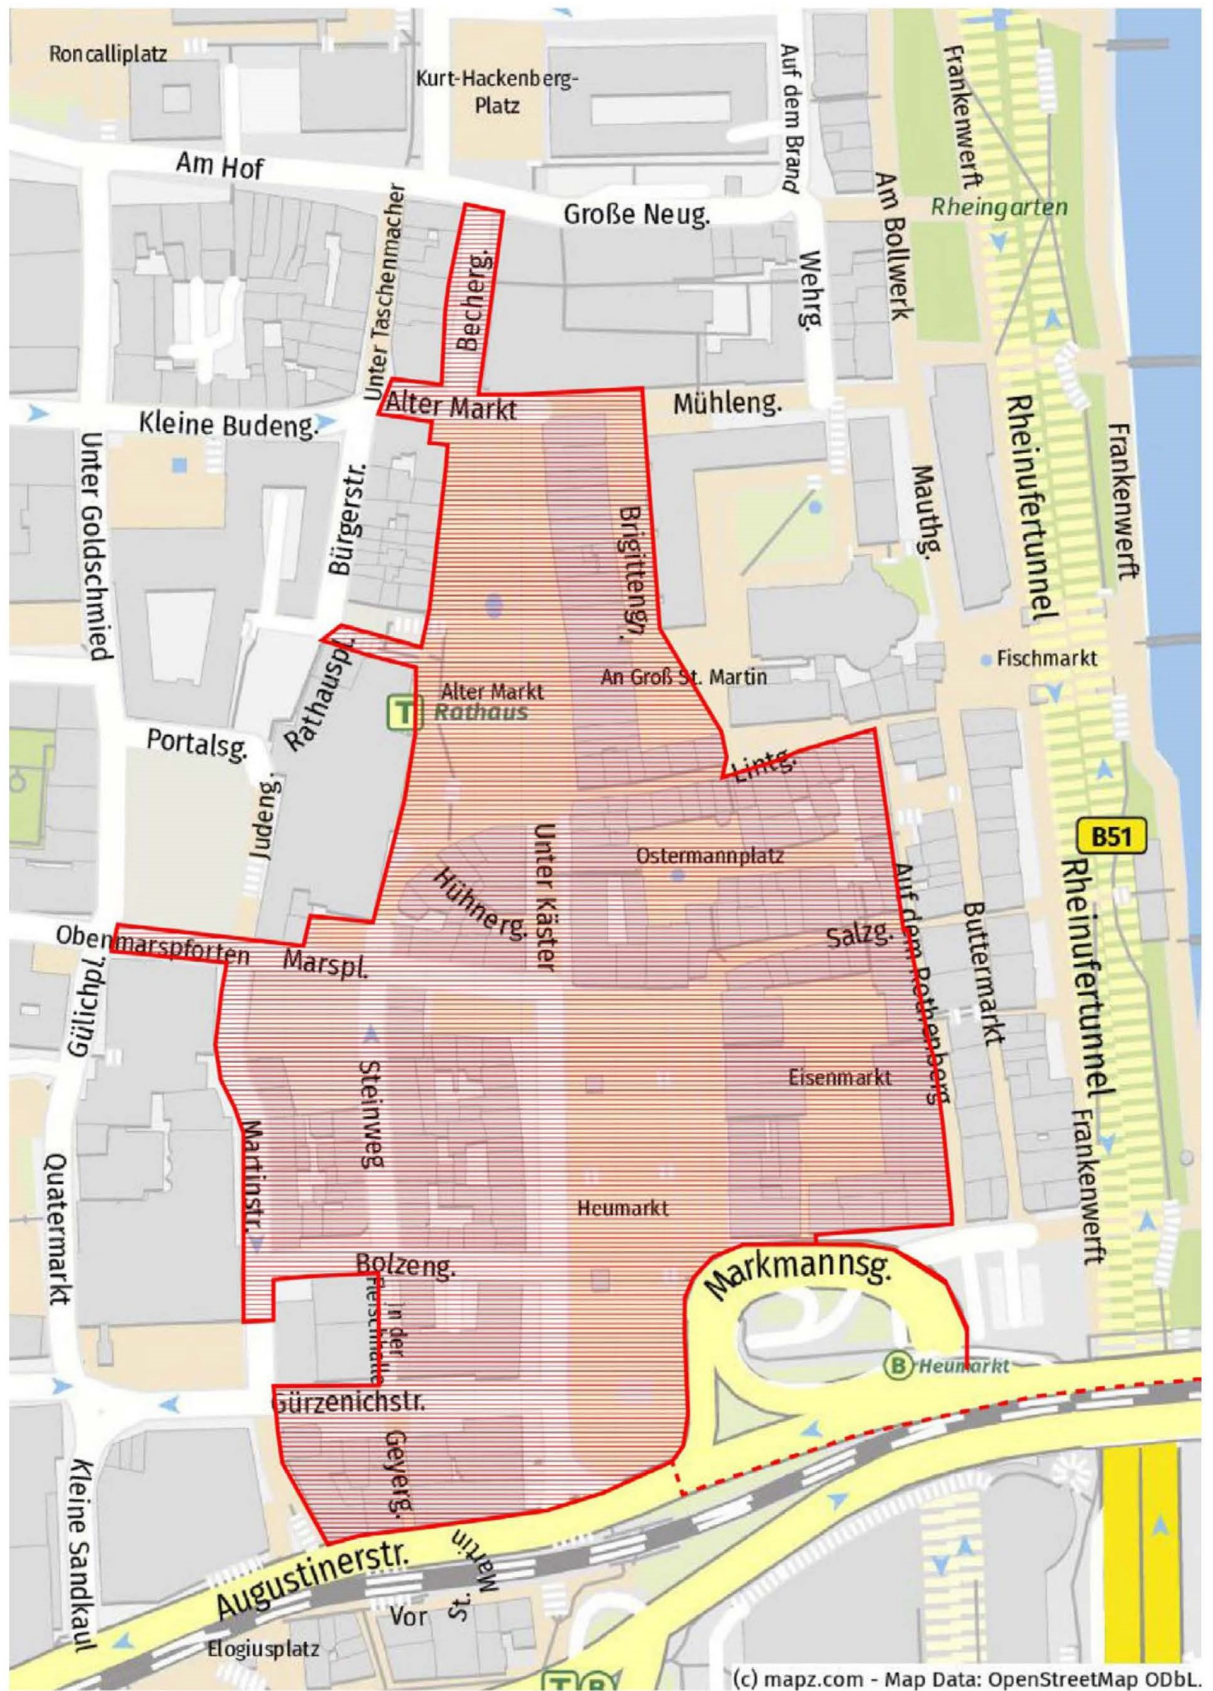 Roncalliplatz
Kurt-Hackenberg-
Platz
Auf dem Brand
Frankenwerft
Am Hof
Unter Taschenmacher
Große Neug.
Am Bollwerk
Rheingarten
Becherg.
Wehrg.
Alter Markt
Mühleng.
Kleine Budeng.
Unter Goldschmied
Bürgerstr.
Brigittengn.
Mauthg.
Rheinufertunnel
Frankenwerft
Rathauspl.
An Groß St. Martin
Fischmarkt
Alter Markt
T Rathaus
Portalsg.
Lintg.
Judeng.
B51
Unter Käster
Ostermannplatz
Hühnerg.
Auf dem Rothenberg
Buttermarkt
Rheinufertunnel
Salzg.
Obenmarspforten
Marspl.
Gülichpl.
Steinweg
Eisenmarkt
Martinstr.
Quatermarkt
Frankenwerft
Heumarkt
Bolzeng.
Markmannsg.
In der
Fleischhalle
B Heumarkt
Gürzenichstr.
Geyerg.
Kleine Sandkaul
Augustinerstr.
Vor St. Martin
Elogiusplatz
T B
(c) mapz.com - Map Data: OpenStreetMap ODbL.